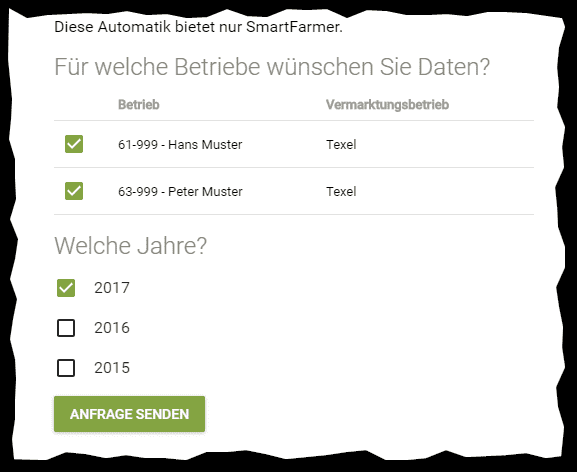 Diese Automatik bietet nur SmartFarmer.
Für welche Betriebe wünschen Sie Daten?
Betrieb Vermarktungsbetrieb
61-999 - Hans Muster Texel
63-999 - Peter Muster Texel
Welche Jahre?
2017
2016
2015
ANFRAGE SENDEN